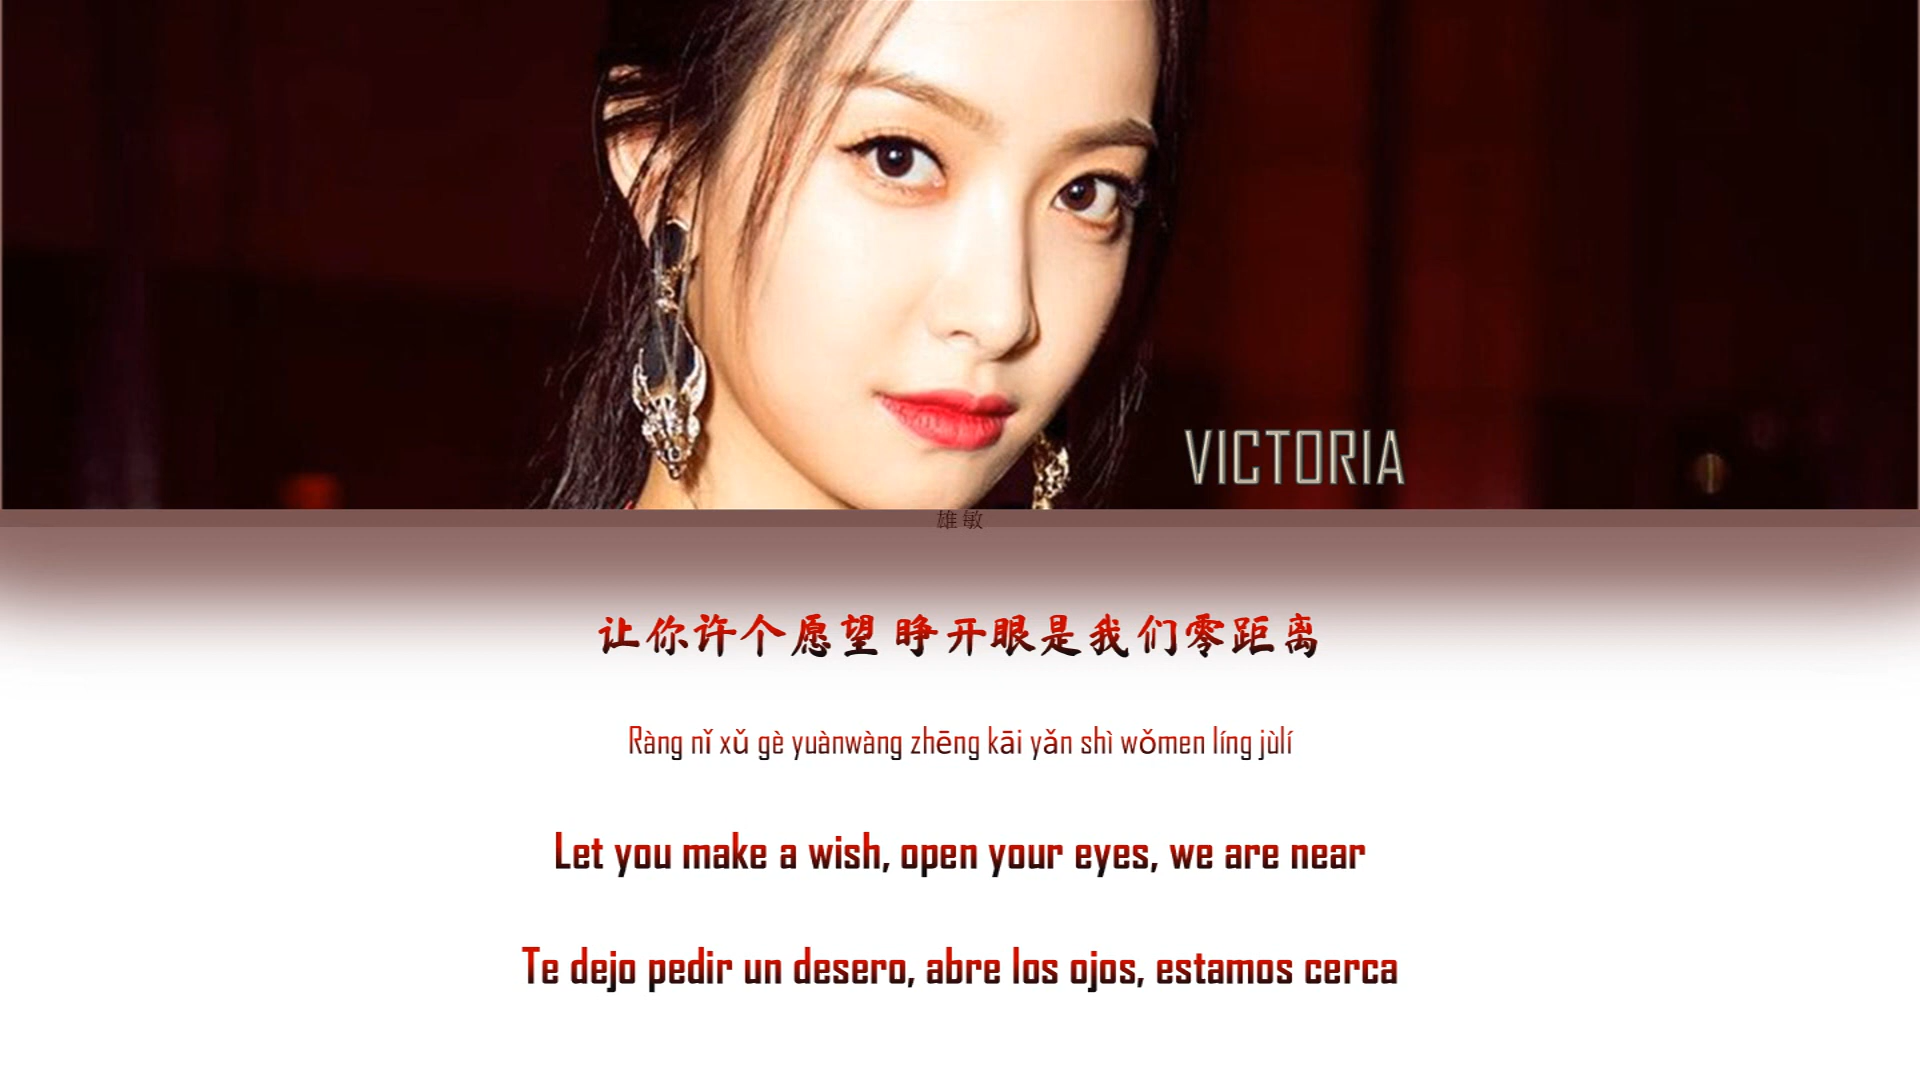 VICTORIA
雄敏
让你许个愿望 睁开眼是我们零距离
Ràng nǐ xǔ gè yuànwàng zhēng kāi yǎn shì wǒmen líng jùlí
Let you make a wish, open your eyes, we are near
Te dejo pedir un desero, abre los ojos, estamos cerca